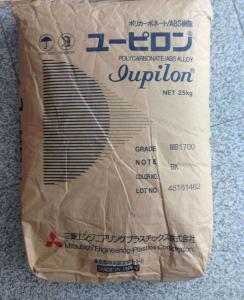 ポリカーボネート/ABS樹脂
ユーピロン
POLYCARBONATE/ABS ALLOY
Iupilon
NET 25kg
GRADE MB1700
NOTE BK
COLOR NO.
LOT NO 48161462
三菱エンジニアリングプラスチックス株式会社
Mitsubishi Engineering-Plastics Corporation